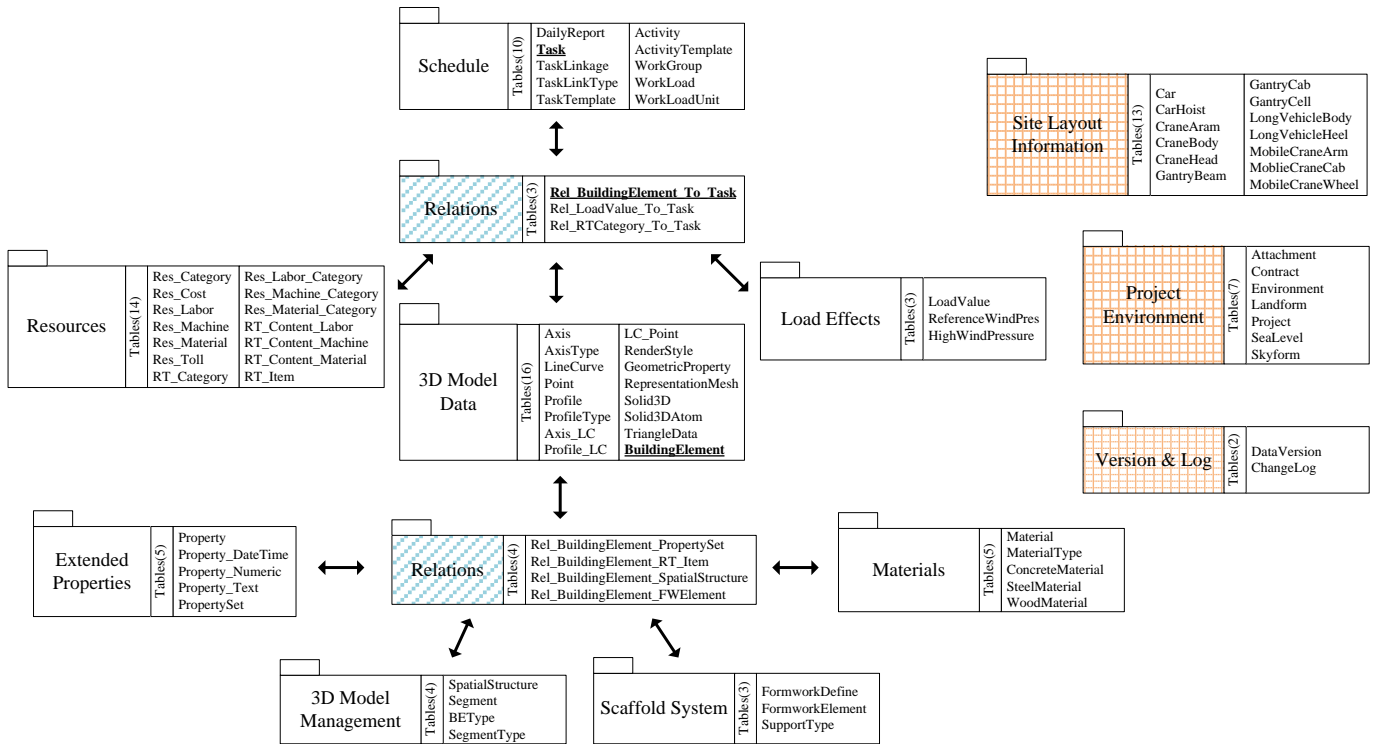 Schedule
Tables(10)
DailyReport
Task
TaskLinkage
TaskLinkType
TaskTemplate
Activity
ActivityTemplate
WorkGroup
WorkLoad
WorkLoadUnit
Site Layout
Information
Tables(13)
Car
CarHoist
CraneAram
CraneBody
CraneHead
GantryBeam
GantryCab
GantryCell
LongVehicleBody
LongVehicleHeel
MobileCraneArm
MoblieCraneCab
MobileCraneWheel
Relations
Tables(3)
Rel_BuildingElement_To_Task
Rel_LoadValue_To_Task
Rel_RTCategory_To_Task
Resources
Tables(14)
Res_Category
Res_Cost
Res_Labor
Res_Machine
Res_Material
Res_Toll
RT_Category
Res_Labor_Category
Res_Machine_Category
Res_Material_Category
RT_Content_Labor
RT_Content_Machine
RT_Content_Material
RT_Item
3D Model
Data
Tables(16)
Axis
AxisType
LineCurve
Point
Profile
ProfileType
Axis_LC
Profile_LC
LC_Point
RenderStyle
GeometricProperty
RepresentationMesh
Solid3D
Solid3DAtom
TriangleData
BuildingElement
Load Effects
Tables(3)
LoadValue
ReferenceWindPres
HighWindPressure
Project
Environment
Tables(7)
Attachment
Contract
Environment
Landform
Project
SeaLevel
Skyform
Version & Log
Tables(2)
DataVersion
ChangeLog
Extended
Properties
Tables(5)
Property
Property_DateTime
Property_Numeric
Property_Text
PropertySet
Relations
Tables(4)
Rel_BuildingElement_PropertySet
Rel_BuildingElement_RT_Item
Rel_BuildingElement_SpatialStructure
Rel_BuildingElement_FWElement
Materials
Tables(5)
Material
MaterialType
ConcreteMaterial
SteelMaterial
WoodMaterial
3D Model
Management
Tables(4)
SpatialStructure
Segment
BEType
SegmentType
Scaffold System
Tables(3)
FormworkDefine
FormworkElement
SupportType